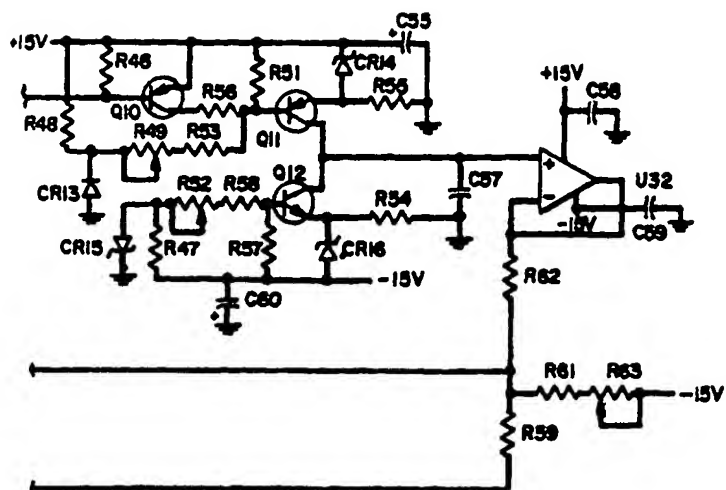 C55
+15V
R46
R51
CR14
R55
+15V
C58
R56
Q10
Q11
R48
R49
R53
Q12
U32
CR13
R52
R58
C57
+
−
R54
C59
−15V
CR15
R47
R57
CR16
R62
−15V
C60
+
R61
R63
−15V
R59